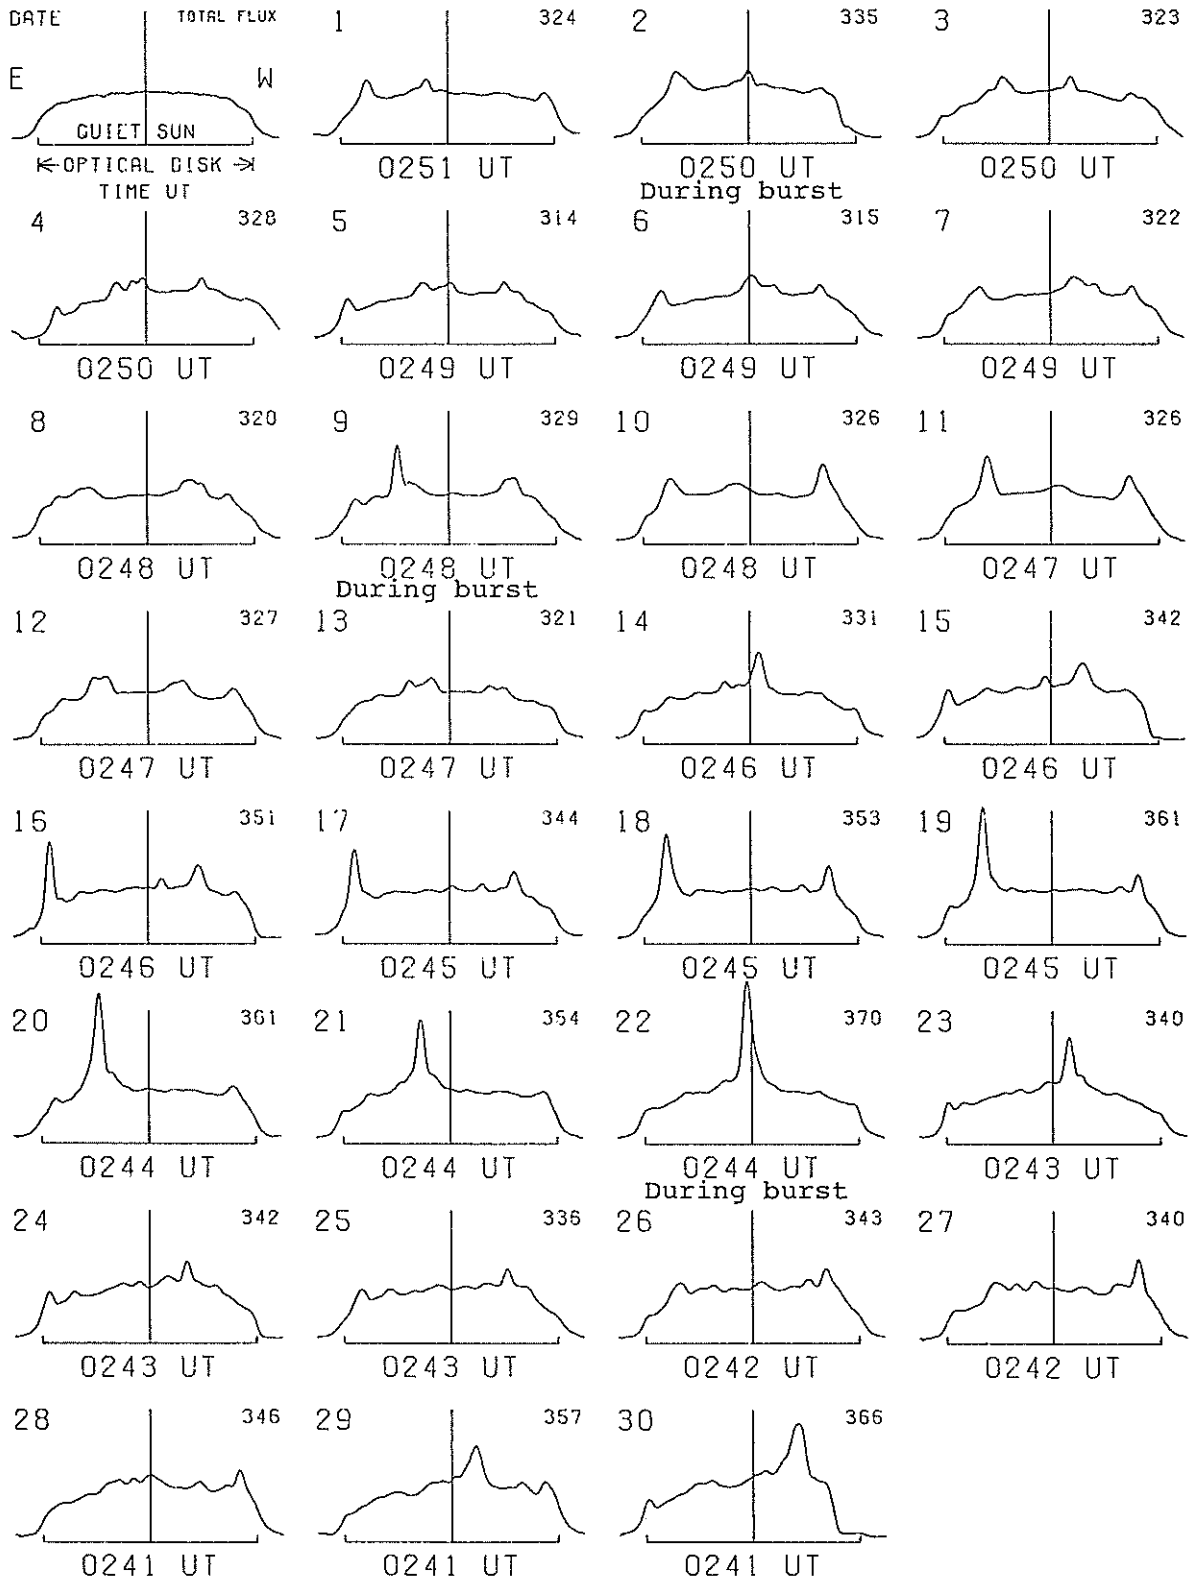 DATE TOTAL FLUX 1 324 2 335 3 323
E W
QUIET SUN
OPTICAL DISK 0251 UT 0250 UT 0250 UT
TIME UT During burst
4 328 5 314 6 315 7 322
0250 UT 0249 UT 0249 UT 0249 UT
8 320 9 329 10 326 11 326
0248 UT 0248 UT 0248 UT 0247 UT
During burst
12 327 13 321 14 331 15 342
0247 UT 0247 UT 0246 UT 0246 UT
16 351 17 344 18 353 19 361
0246 UT 0245 UT 0245 UT 0245 UT
20 361 21 354 22 370 23 340
0244 UT 0244 UT 0244 UT 0243 UT
During burst
24 342 25 336 26 343 27 340
0243 UT 0243 UT 0242 UT 0242 UT
28 346 29 357 30 366
0241 UT 0241 UT 0241 UT